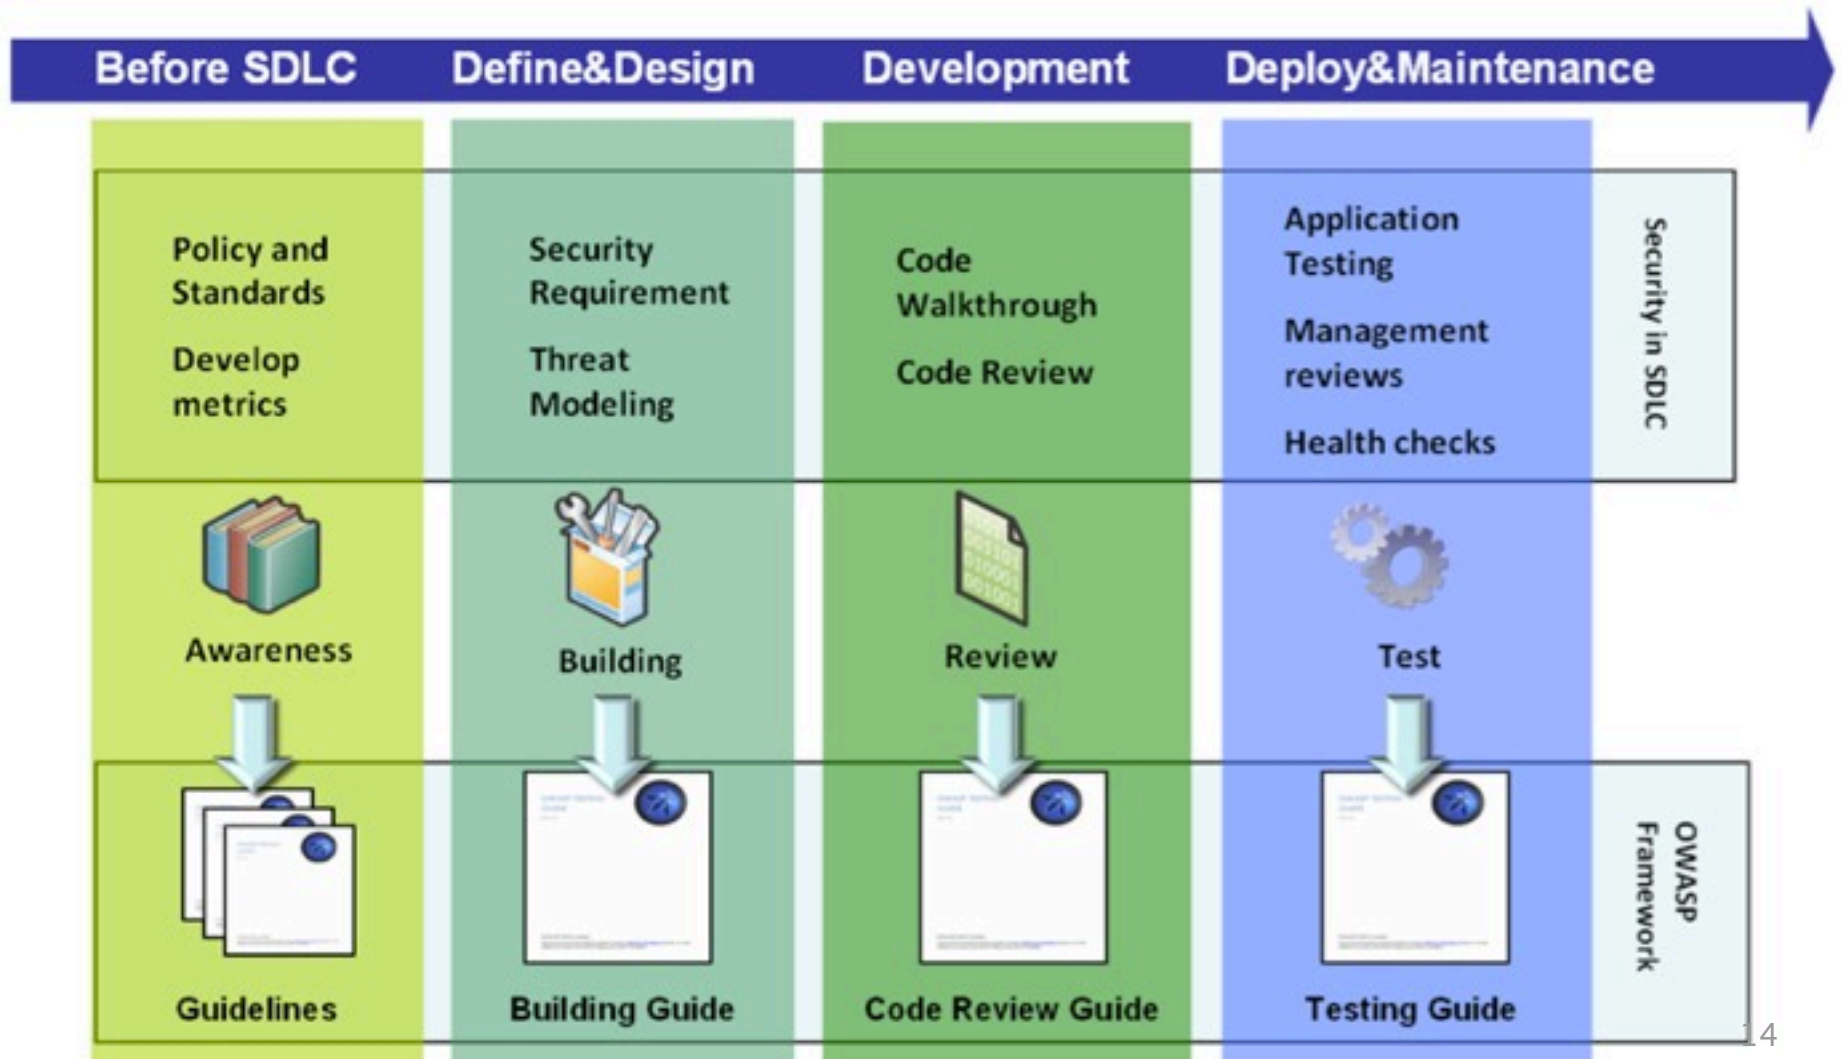 Before SDLC
Define&Design
Development
Deploy&Maintenance
Policy and
Standards
Develop
metrics
Security
Requirement
Threat
Modeling
Code
Walkthrough
Code Review
Application
Testing
Management
reviews
Health checks
Security in SDLC
Awareness
Building
Review
Test
OWASP
Framework
Guidelines
Building Guide
Code Review Guide
Testing Guide
14